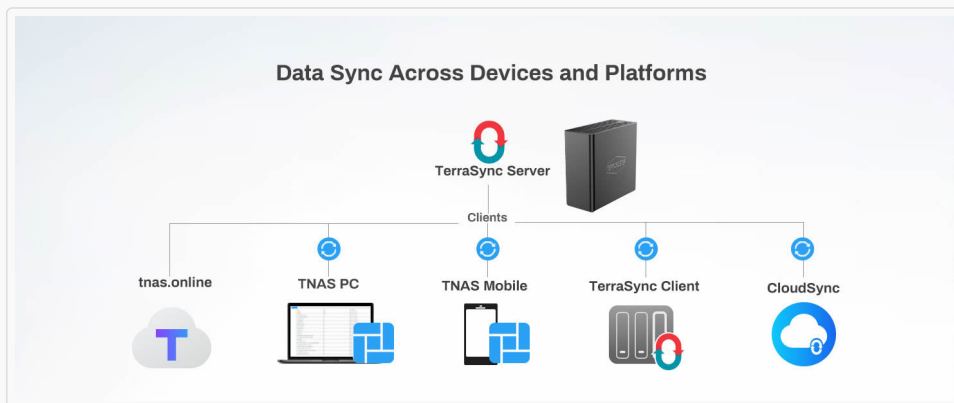 Data Sync Across Devices and Platforms
TerraSync Server
Clients
tnas.online
TNAS PC
TNAS Mobile
TerraSync Client
CloudSync
T